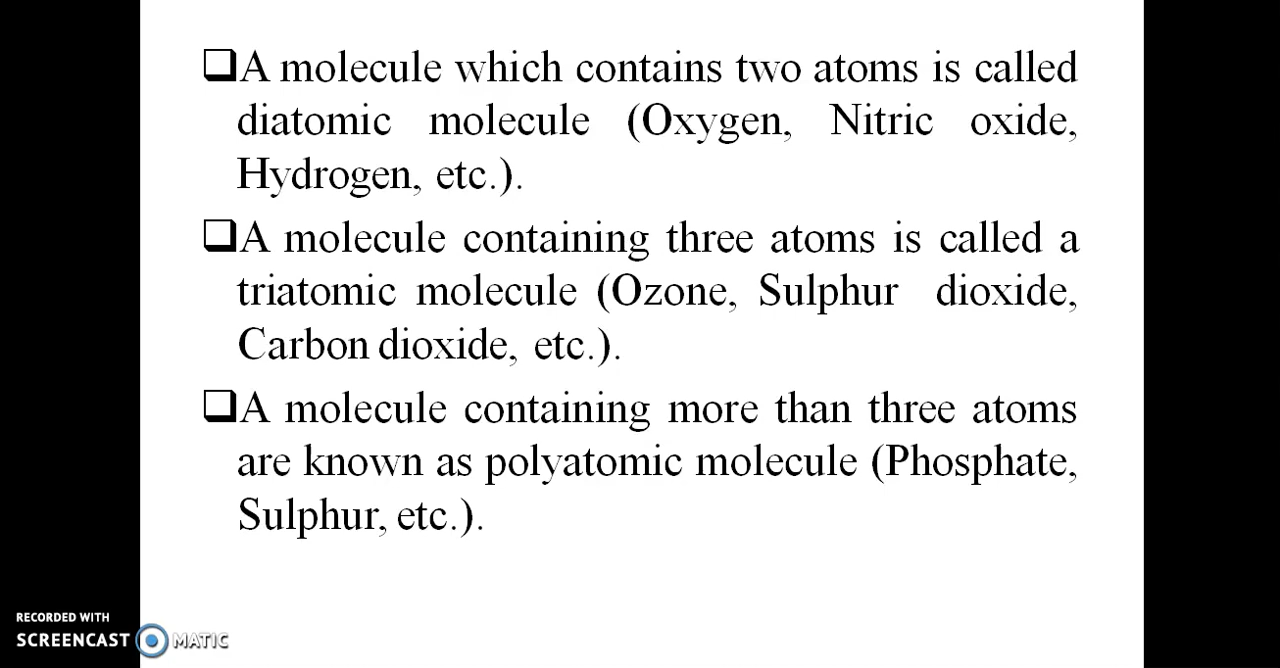 ❑A molecule which contains two atoms is called
diatomic molecule (Oxygen, Nitric oxide,
Hydrogen, etc.).
❑A molecule containing three atoms is called a
triatomic molecule (Ozone, Sulphur dioxide,
Carbon dioxide, etc.).
❑A molecule containing more than three atoms
are known as polyatomic molecule (Phosphate,
Sulphur, etc.).
RECORDED WITH
SCREENCAST MATIC